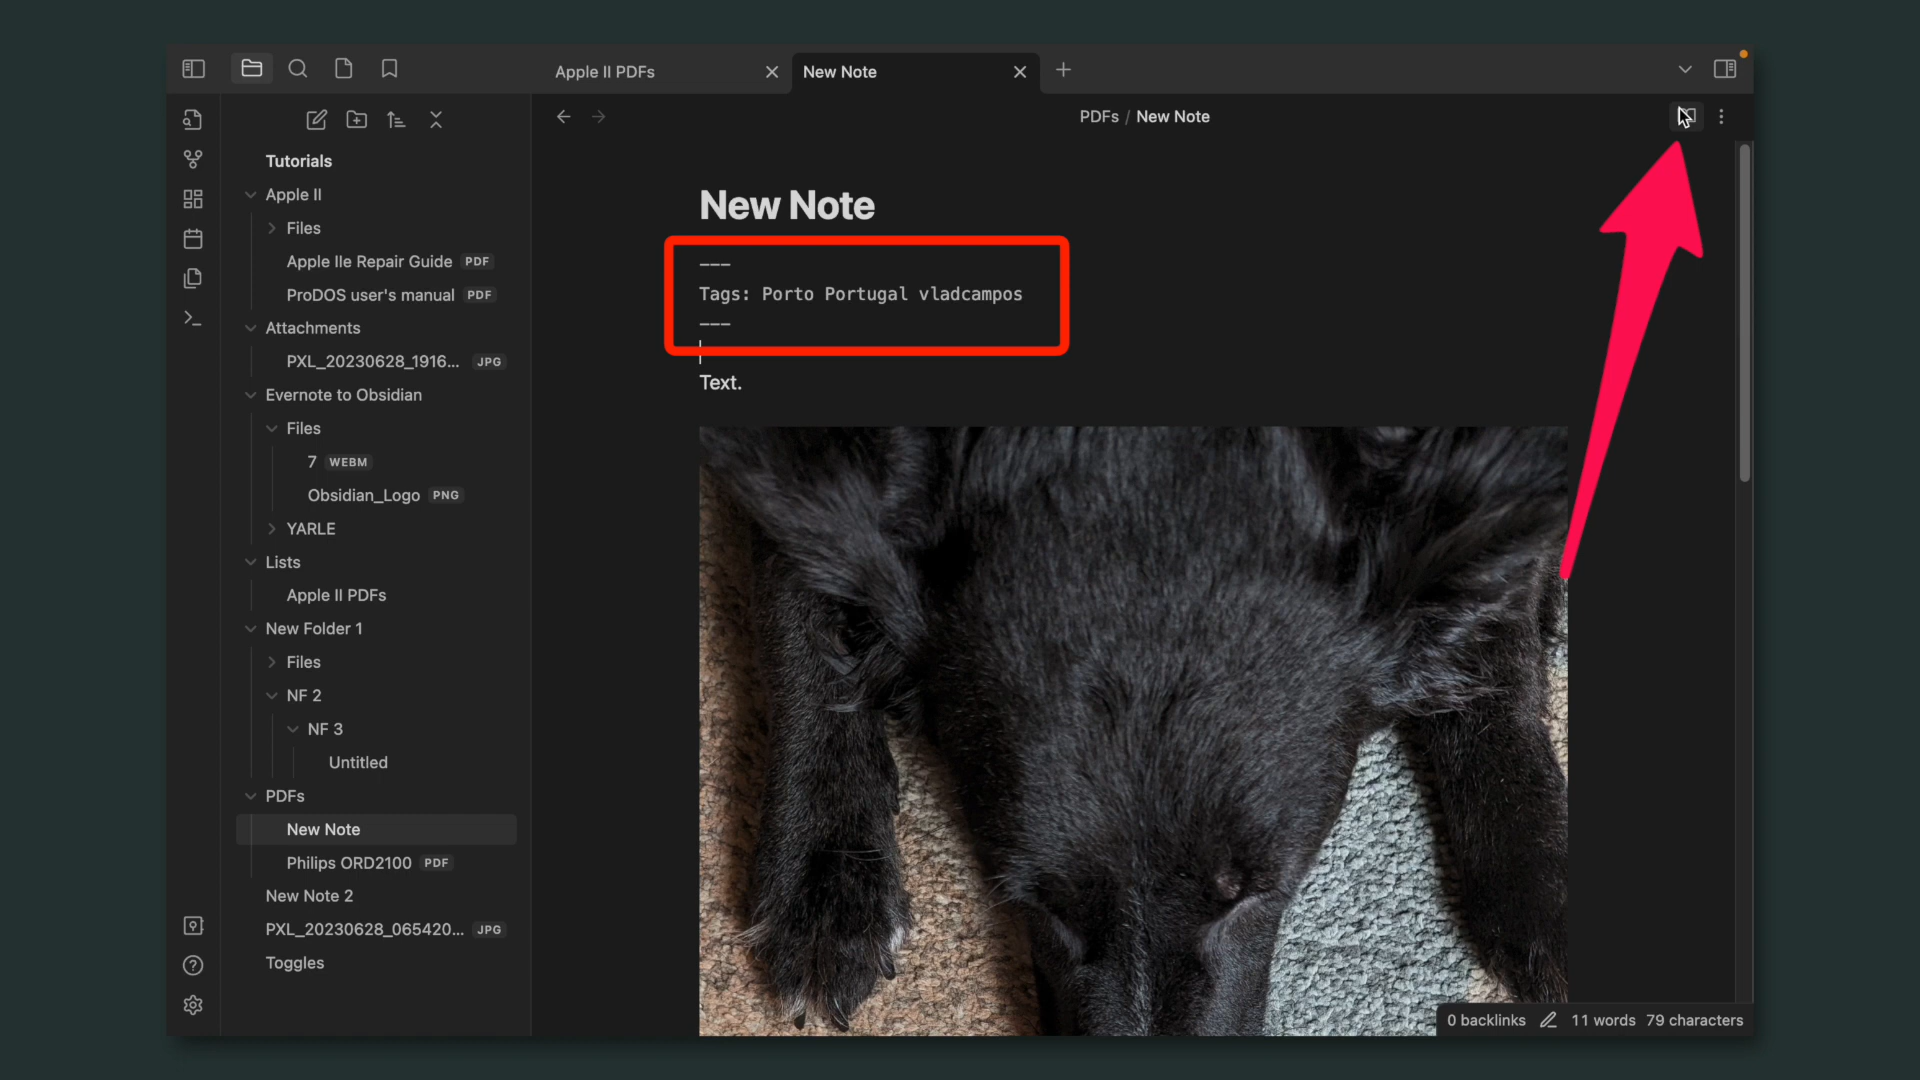 Apple II PDFs
New Note
PDFs / New Note
Tutorials
Apple II
Files
Apple IIe Repair Guide PDF
ProDOS user's manual PDF
Attachments
PXL_20230628_1916... JPG
Evernote to Obsidian
Files
7 WEBM
Obsidian_Logo PNG
YARLE
Lists
Apple II PDFs
New Folder 1
Files
NF 2
NF 3
Untitled
PDFs
New Note
Philips ORD2100 PDF
New Note 2
PXL_20230628_065420... JPG
Toggles
New Note
---
Tags: Porto Portugal vladcampos
---
Text.
0 backlinks 11 words 79 characters